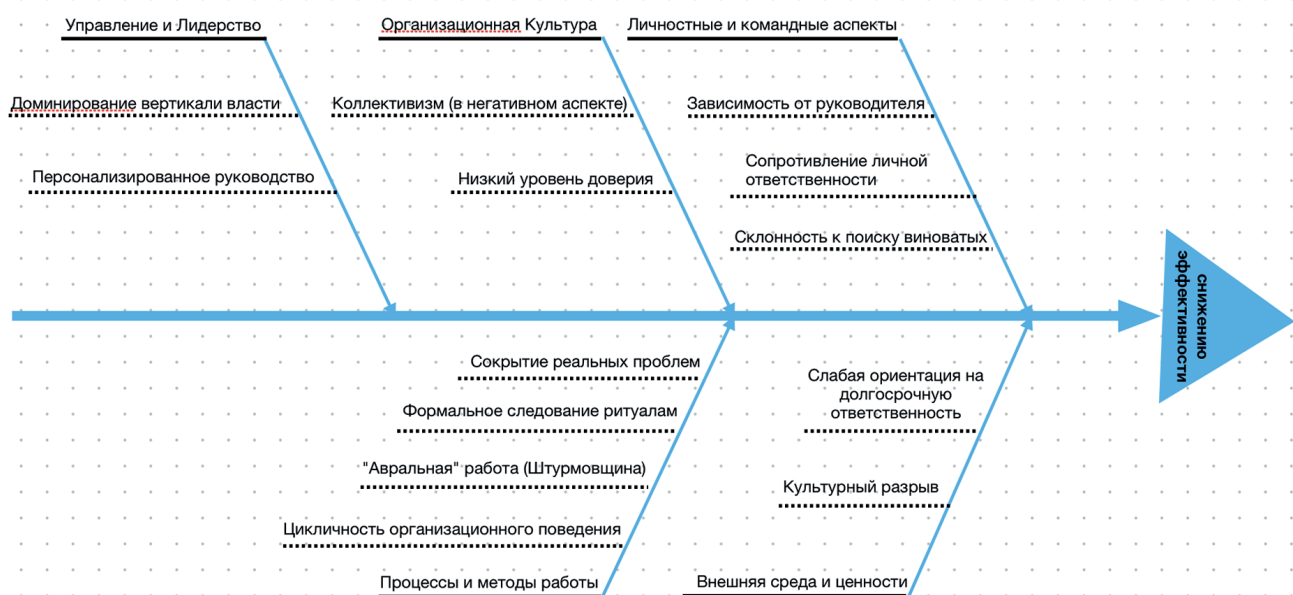 Управление и Лидерство
Организационная Культура
Личностные и командные аспекты
Доминирование вертикали власти
Коллективизм (в негативном аспекте)
Зависимость от руководителя
Персонализированное руководство
Низкий уровень доверия
Сопротивление личной
ответственности
Склонность к поиску виноватых
снижению
эффективности
Сокрытие реальных проблем
Формальное следование ритуалам
"Авральная" работа (Штурмовщина)
Цикличность организационного поведения
Процессы и методы работы
Слабая ориентация на
долгосрочную
ответственность
Культурный разрыв
Внешняя среда и ценности